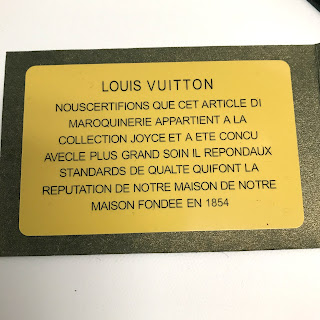 LOUIS VUITTON
NOUSCERTIFIONS QUE CET ARTICLE DI
MAROQUINERIE APPARTIENT A LA
COLLECTION JOYCE ET A ETE CONCU
AVECLE PLUS GRAND SOIN IL REPONDAUX
STANDARDS DE QUALTE QUIFONT LA
REPUTATION DE NOTRE MAISON DE NOTRE
MAISON FONDEE EN 1854